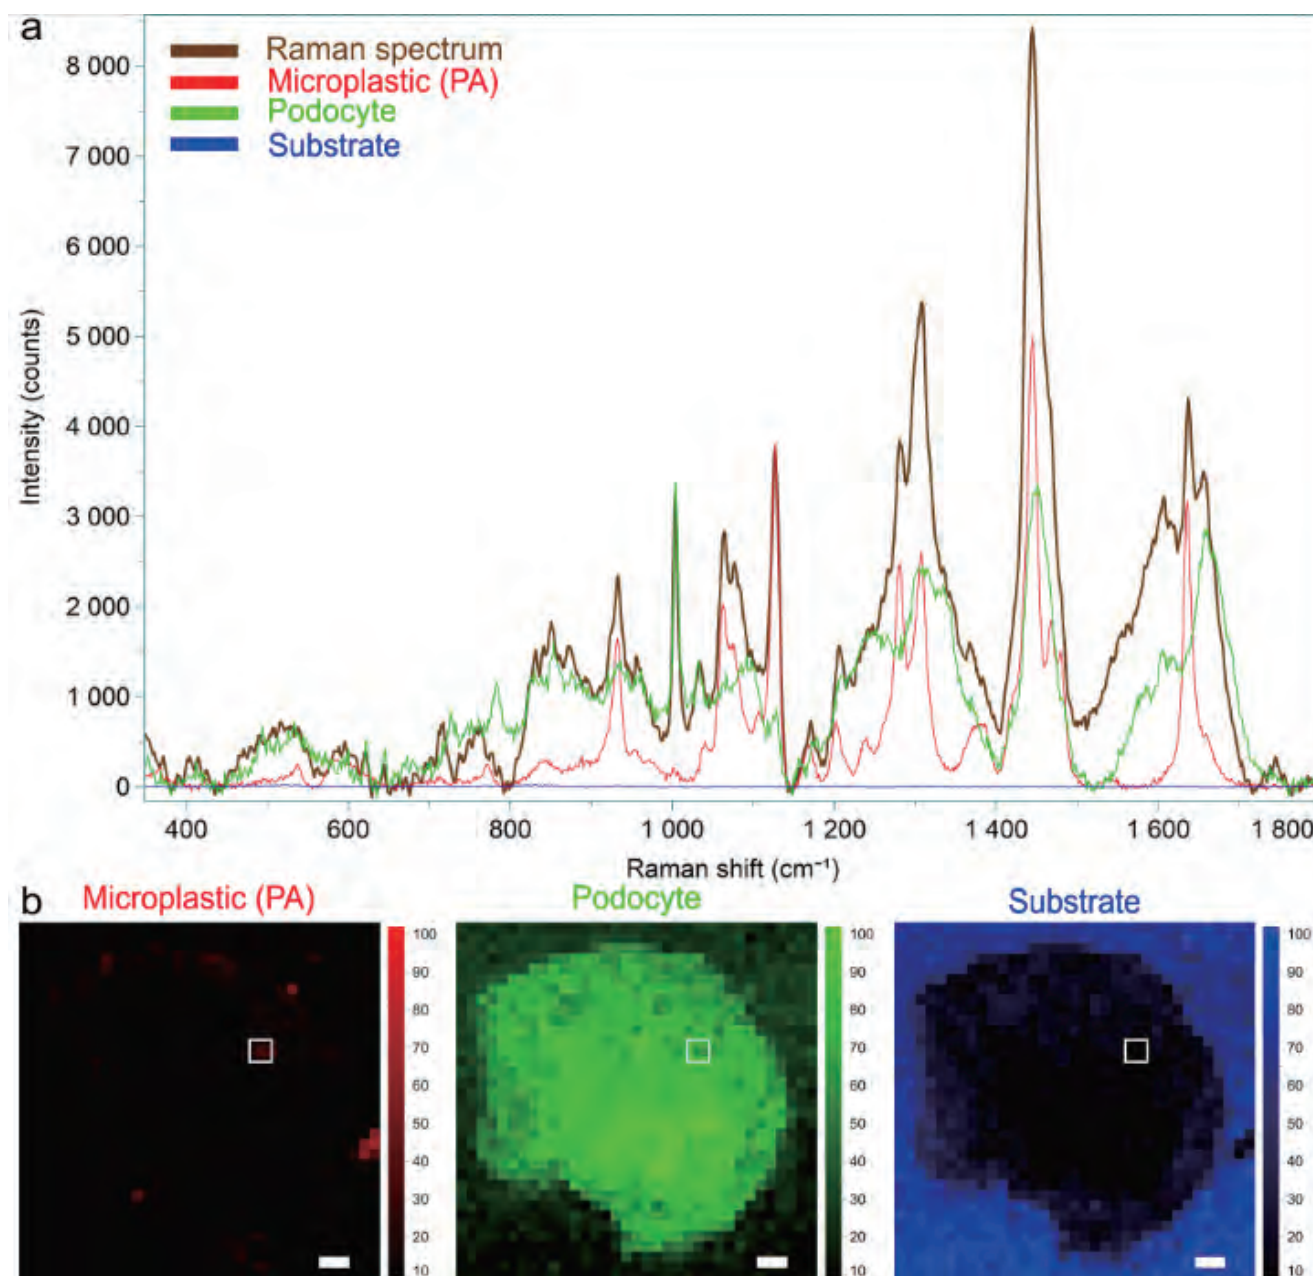 a
Raman spectrum
Microplastic (PA)
Podocyte
Substrate
8 000
7 000
6 000
5 000
4 000
3 000
2 000
1 000
0
Intensity (counts)
400 600 800 1 000 1 200 1 400 1 600 1 800
Raman shift (cm⁻¹)
b
Microplastic (PA) Podocyte Substrate
100 100 100
90 90 90
80 80 80
70 70 70
60 60 60
50 50 50
40 40 40
30 30 30
20 20 20
10 10 10